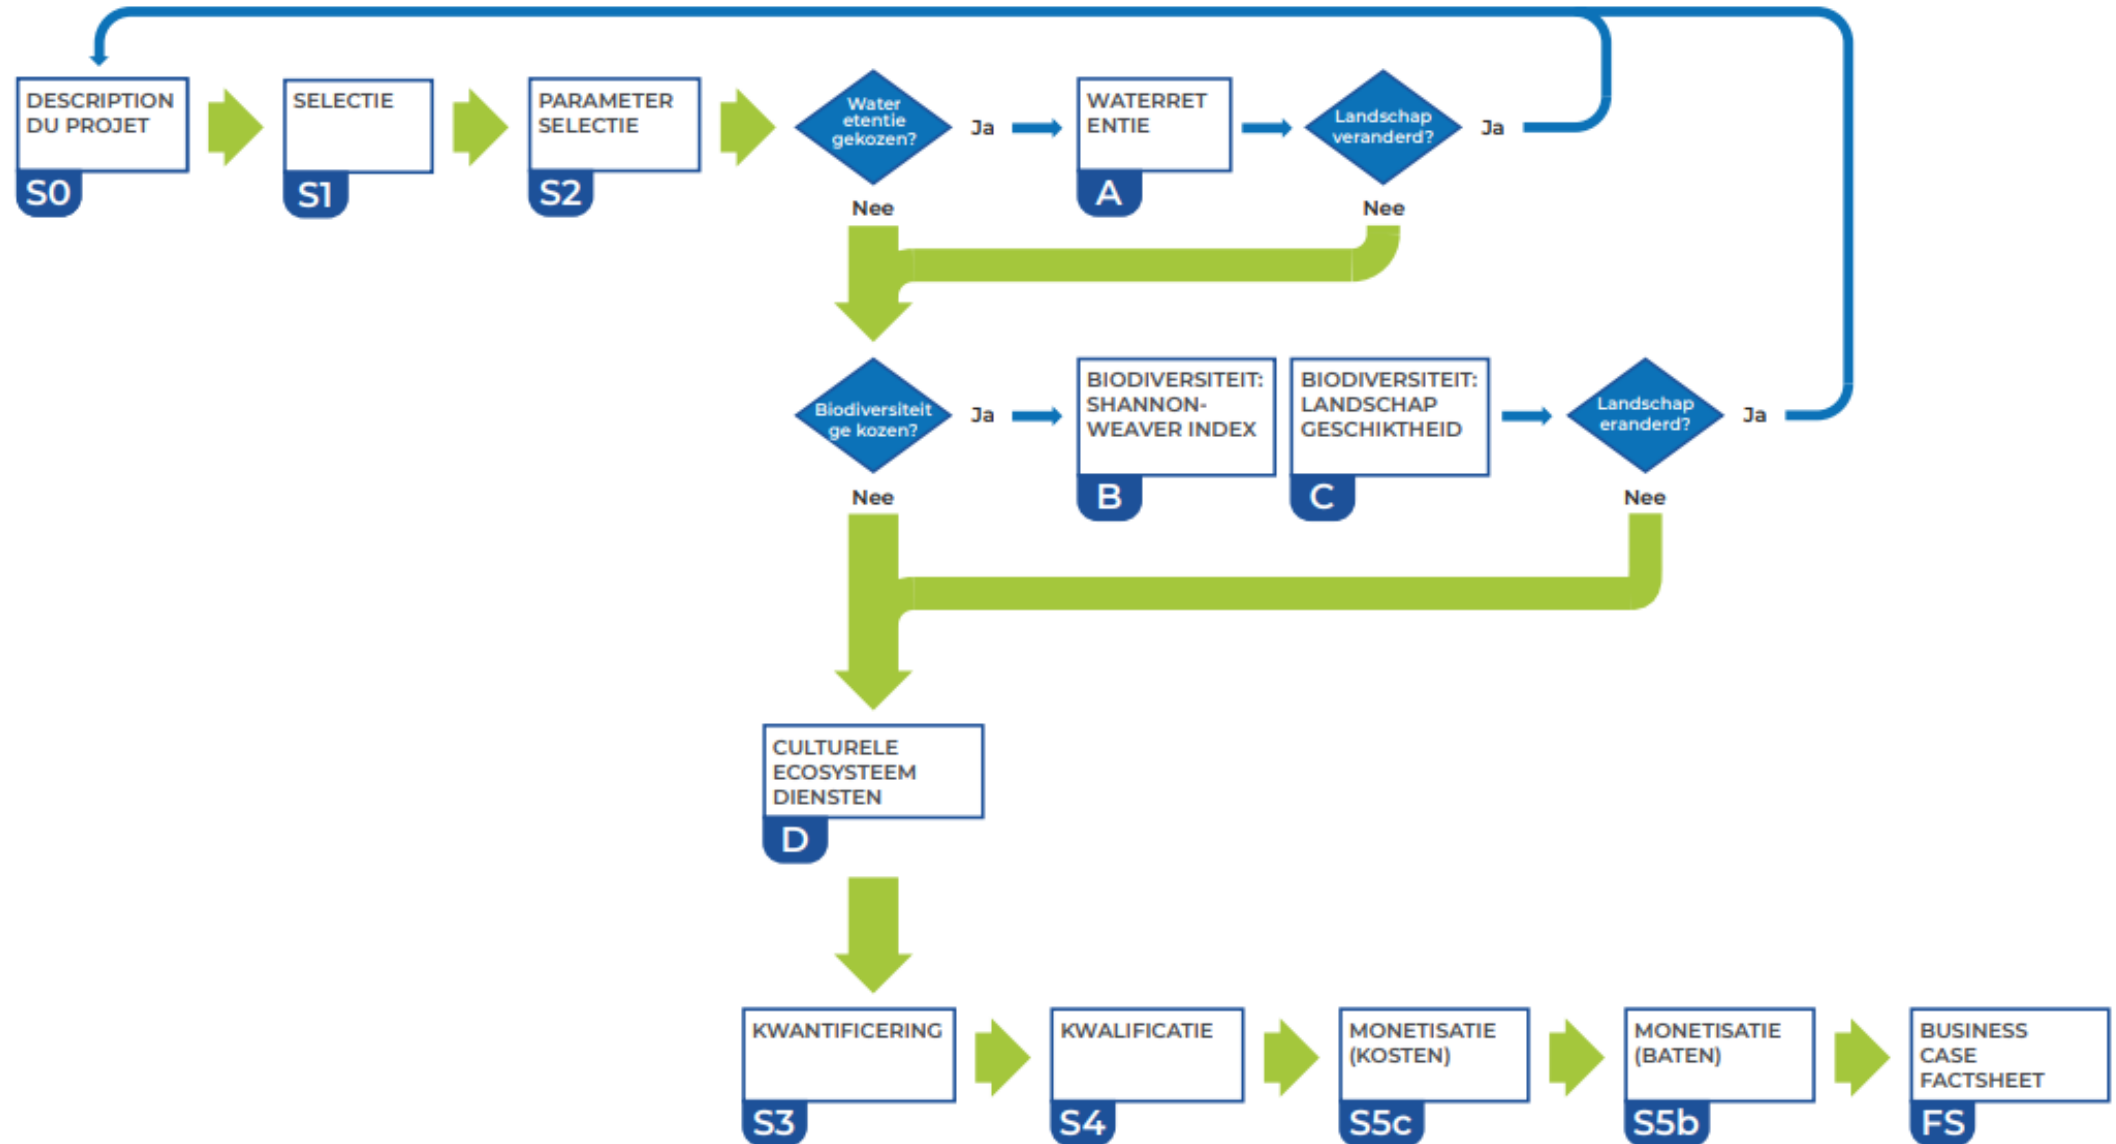 DESCRIPTION
DU PROJET
S0
SELECTIE
S1
PARAMETER
SELECTIE
S2
Water
etentie
gekozen?
Ja
Nee
WATERRET
ENTIE
A
Landschap
veranderd?
Ja
Nee
Biodiversiteit
ge kozen?
Ja
Nee
BIODIVERSITEIT:
SHANNON-
WEAVER INDEX
B
BIODIVERSITEIT:
LANDSCHAP
GESCHIKTHEID
C
Landschap
eranderd?
Ja
Nee
CULTURELE
ECOSYSTEEM
DIENSTEN
D
KWANTIFICERING
S3
KWALIFICATIE
S4
MONETISATIE
(KOSTEN)
S5c
MONETISATIE
(BATEN)
S5b
BUSINESS
CASE
FACTSHEET
FS